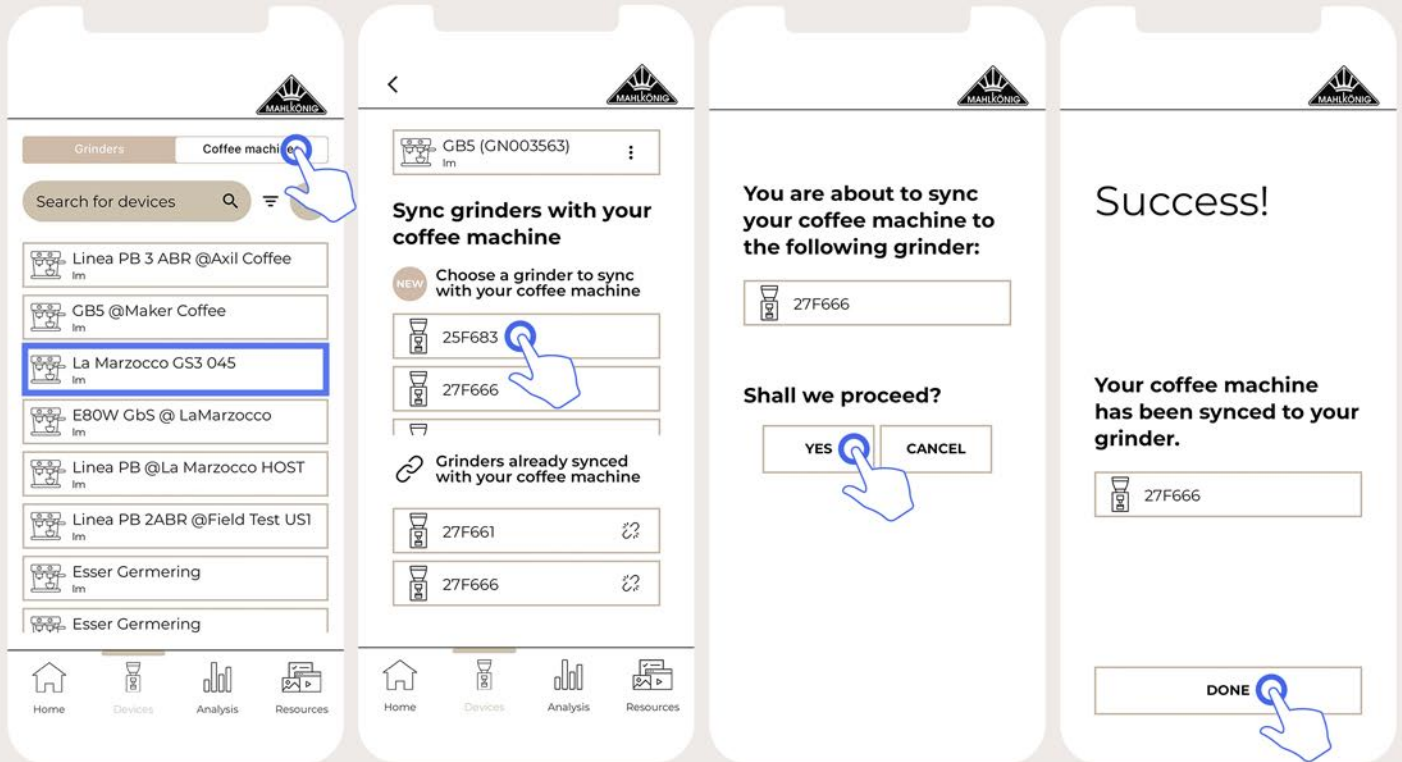 MAHLKÖNIG
Grinders
Coffee machine
Search for devices
Linea PB 3 ABR @Axil Coffee
lm
GB5 @Maker Coffee
lm
La Marzocco GS3 045
lm
E80W GbS @ LaMarzocco
lm
Linea PB @La Marzocco HOST
lm
Linea PB 2ABR @Field Test US1
lm
Esser Germering
lm
Esser Germering
Home
Devices
Analysis
Resources
MAHLKÖNIG
GB5 (GN003563)
lm
Sync grinders with your
coffee machine
NEW
Choose a grinder to sync
with your coffee machine
25F683
27F666
Grinders already synced
with your coffee machine
27F661
27F666
Home
Devices
Analysis
Resources
MAHLKÖNIG
You are about to sync
your coffee machine to
the following grinder:
27F666
Shall we proceed?
YES
CANCEL
MAHLKÖNIG
Success!
Your coffee machine
has been synced to your
grinder.
27F666
DONE